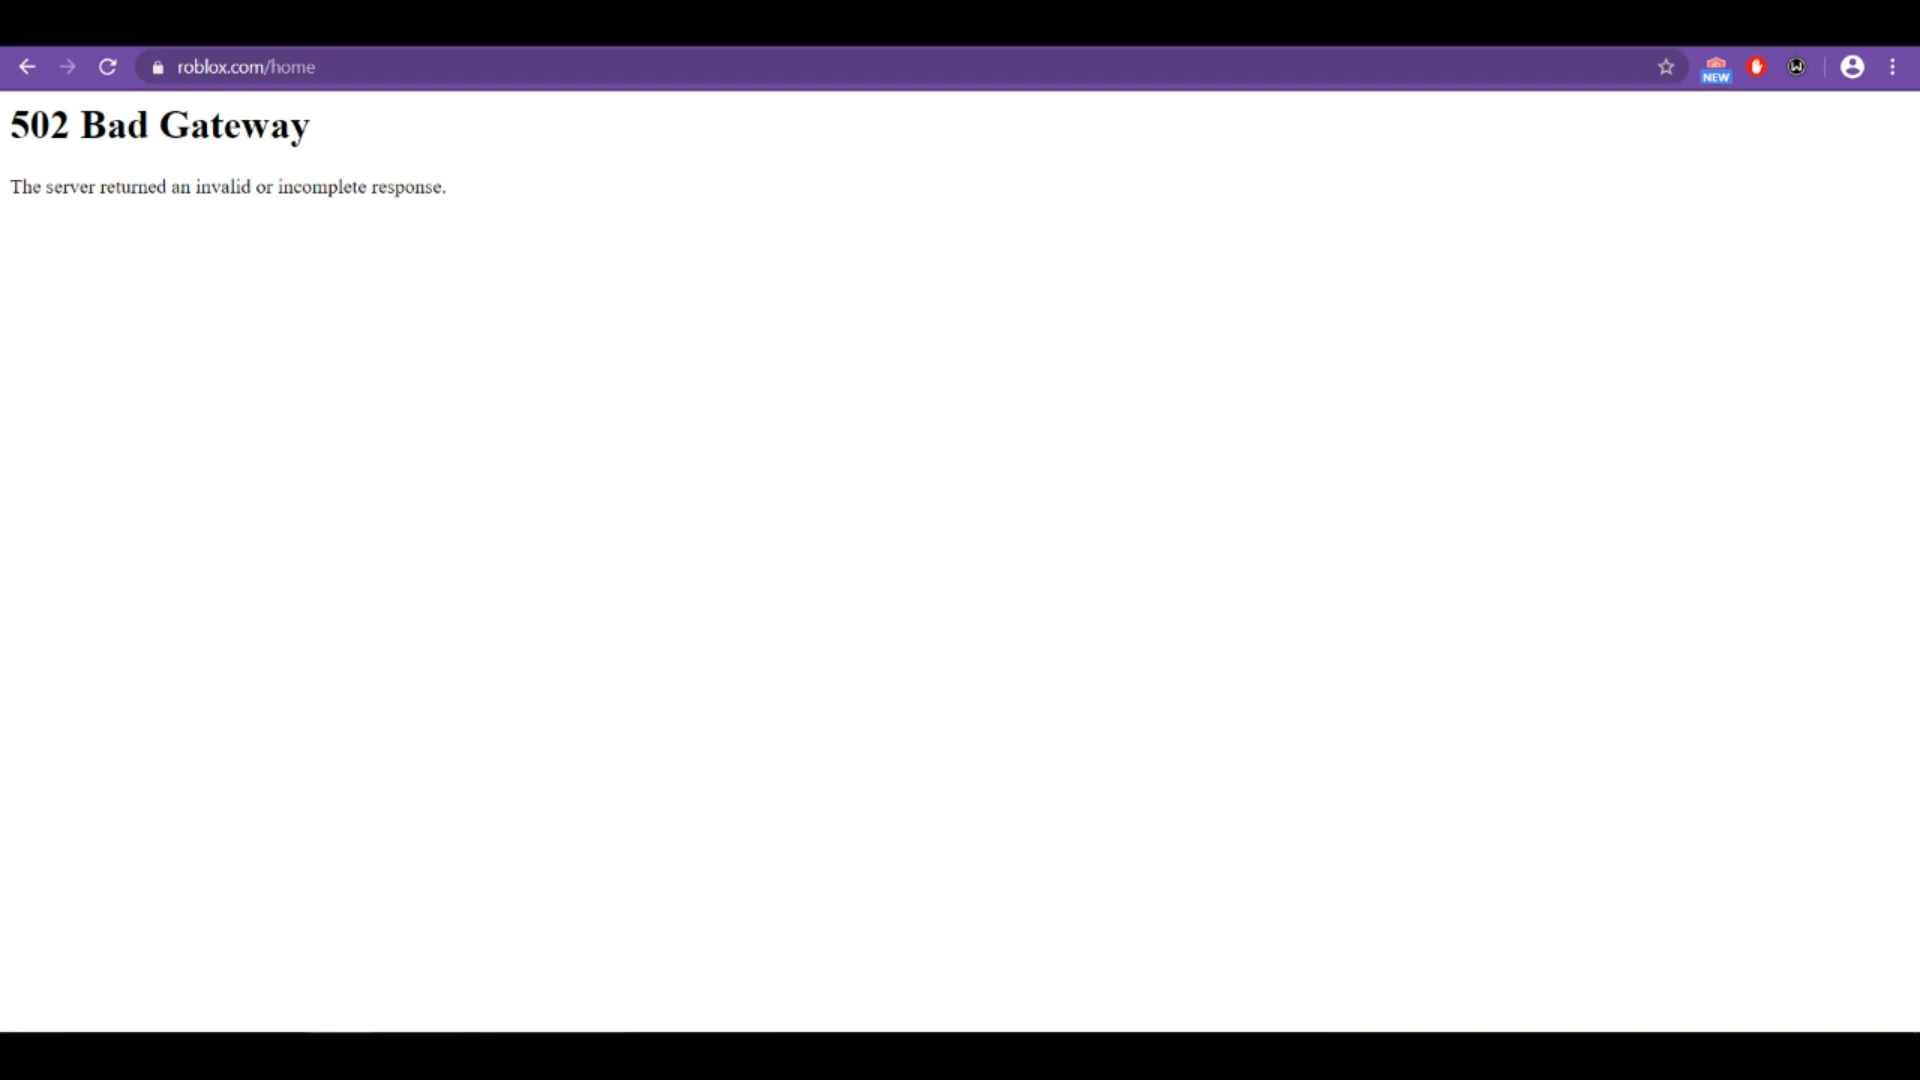 roblox.com/home
NEW
502 Bad Gateway
The server returned an invalid or incomplete response.